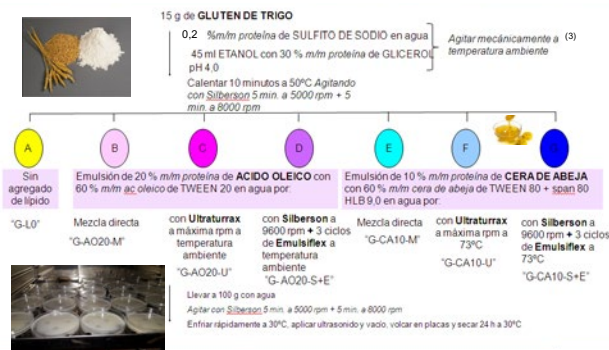 15 g de GLUTEN DE TRIGO
0,2 %m/m proteína de SULFITO DE SODIO en agua
45 ml ETANOL con 30 % m/m proteína de GLICEROL
pH 4,0
Agitar mecánicamente a
temperatura ambiente
(3)
Calentar 10 minutos a 50ºC Agitando
con Silberson 5 min. a 5000 rpm + 5
min. a 8000 rpm
A
B
C
D
E
F
G
Sin
agregado
de lípido
Emulsión de 20 % m/m proteína de ACIDO OLEICO con
60 % m/m ac oleico de TWEEN 20 en agua por:
Emulsión de 10 % m/m proteína de CERA DE ABEJA
con 60 % m/m cera de abeja de TWEEN 80 + span 80
HLB 9,0 en agua por:
"G-L0"
Mezcla directa
"G-AO20-M"
con Ultraturrax
a máxima rpm a
temperatura
ambiente
"G-AO20-U"
con Silberson a
9600 rpm + 3 ciclos
de Emulsiflex a
temperatura
ambiente
"G- AO20-S+E"
Mezcla directa
"G-CA10-M"
con Ultraturrax
a máxima rpm a
73ºC
"G-CA10-U"
con Silberson a
9600 rpm + 3 ciclos
de Emulsiflex a
73ºC
"G-CA10-S+E"
Llevar a 100 g con agua
Agitar con Silberson 5 min. a 5000 rpm + 5 min. a 8000 rpm
Enfriar rápidamente a 30ºC, aplicar ultrasonido y vacío, volcar en placas y secar 24 h a 30ºC